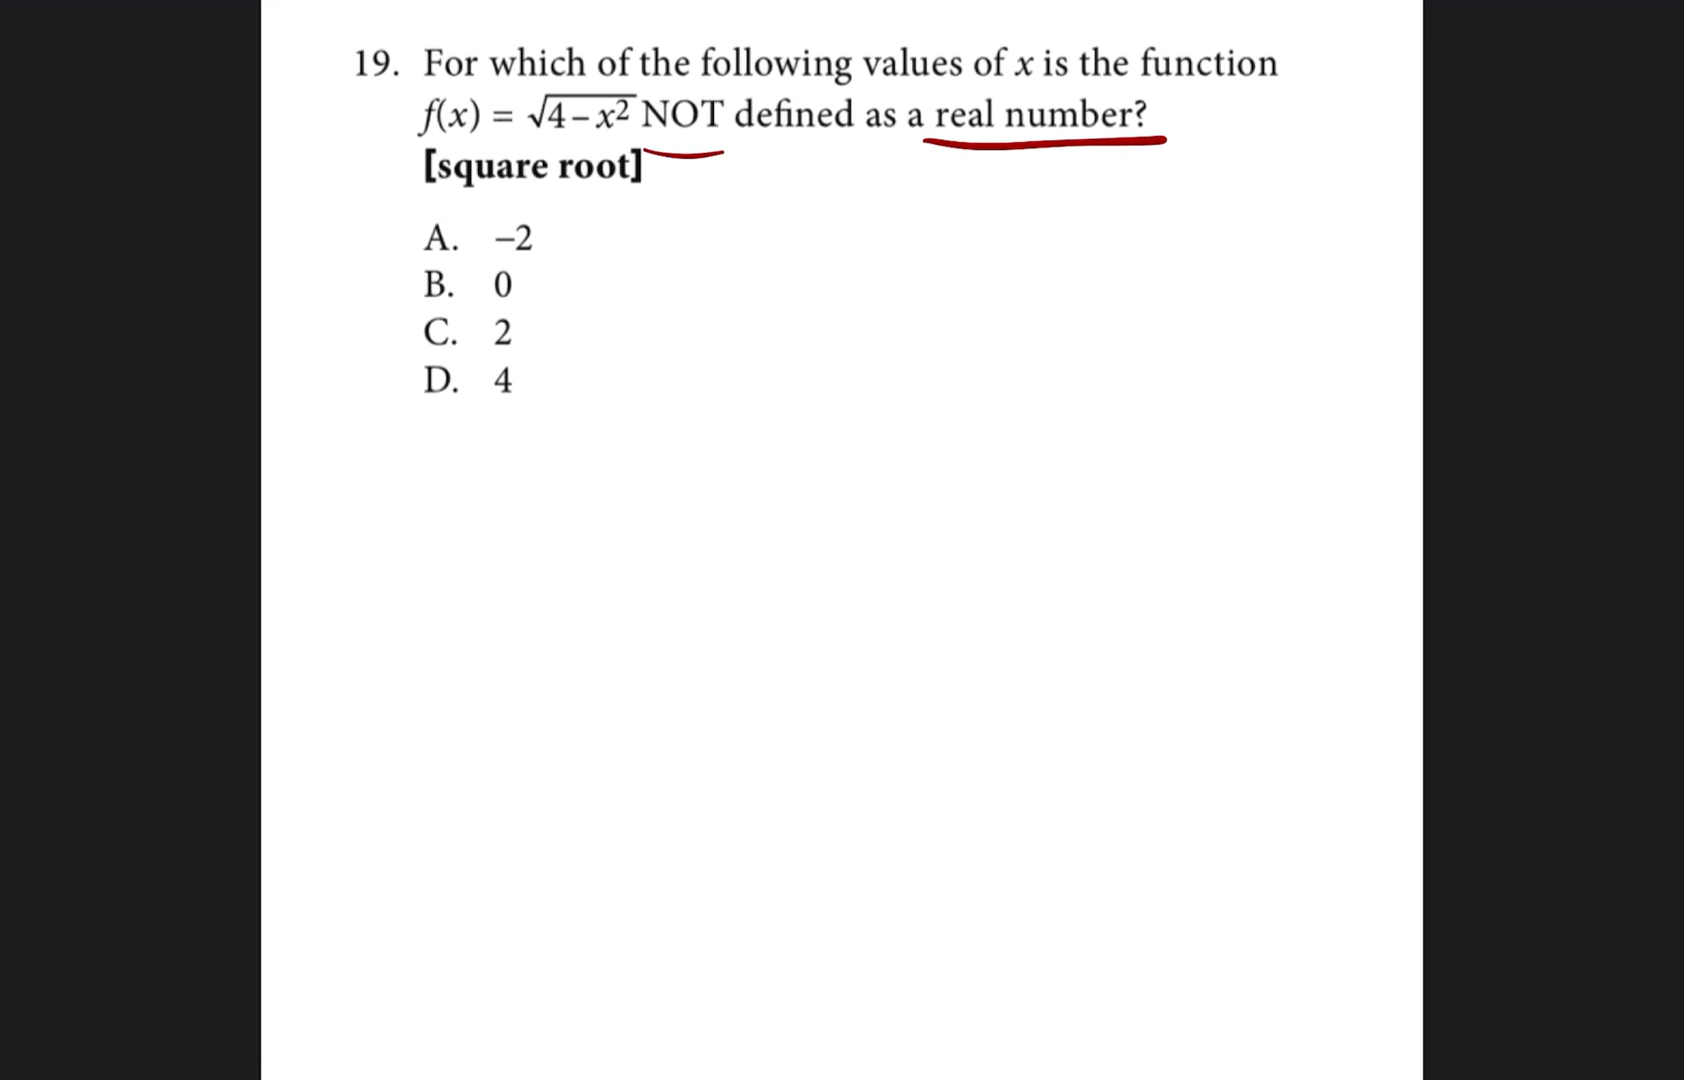 19. For which of the following values of x is the function
f(x) = √4 – x² NOT defined as a real number?
[square root]
A. –2
B. 0
C. 2
D. 4